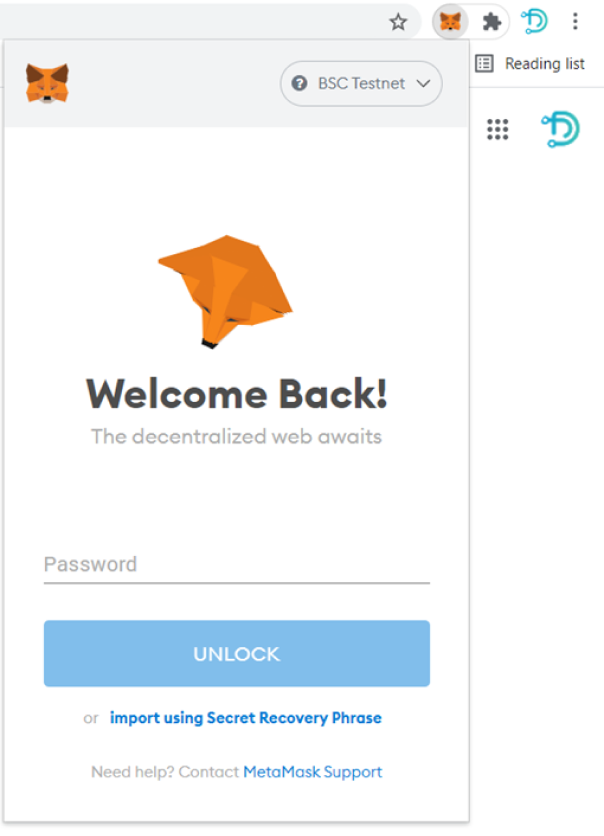 BSC Testnet
Reading list
Welcome Back!
The decentralized web awaits
Password
UNLOCK
or import using Secret Recovery Phrase
Need help? Contact MetaMask Support